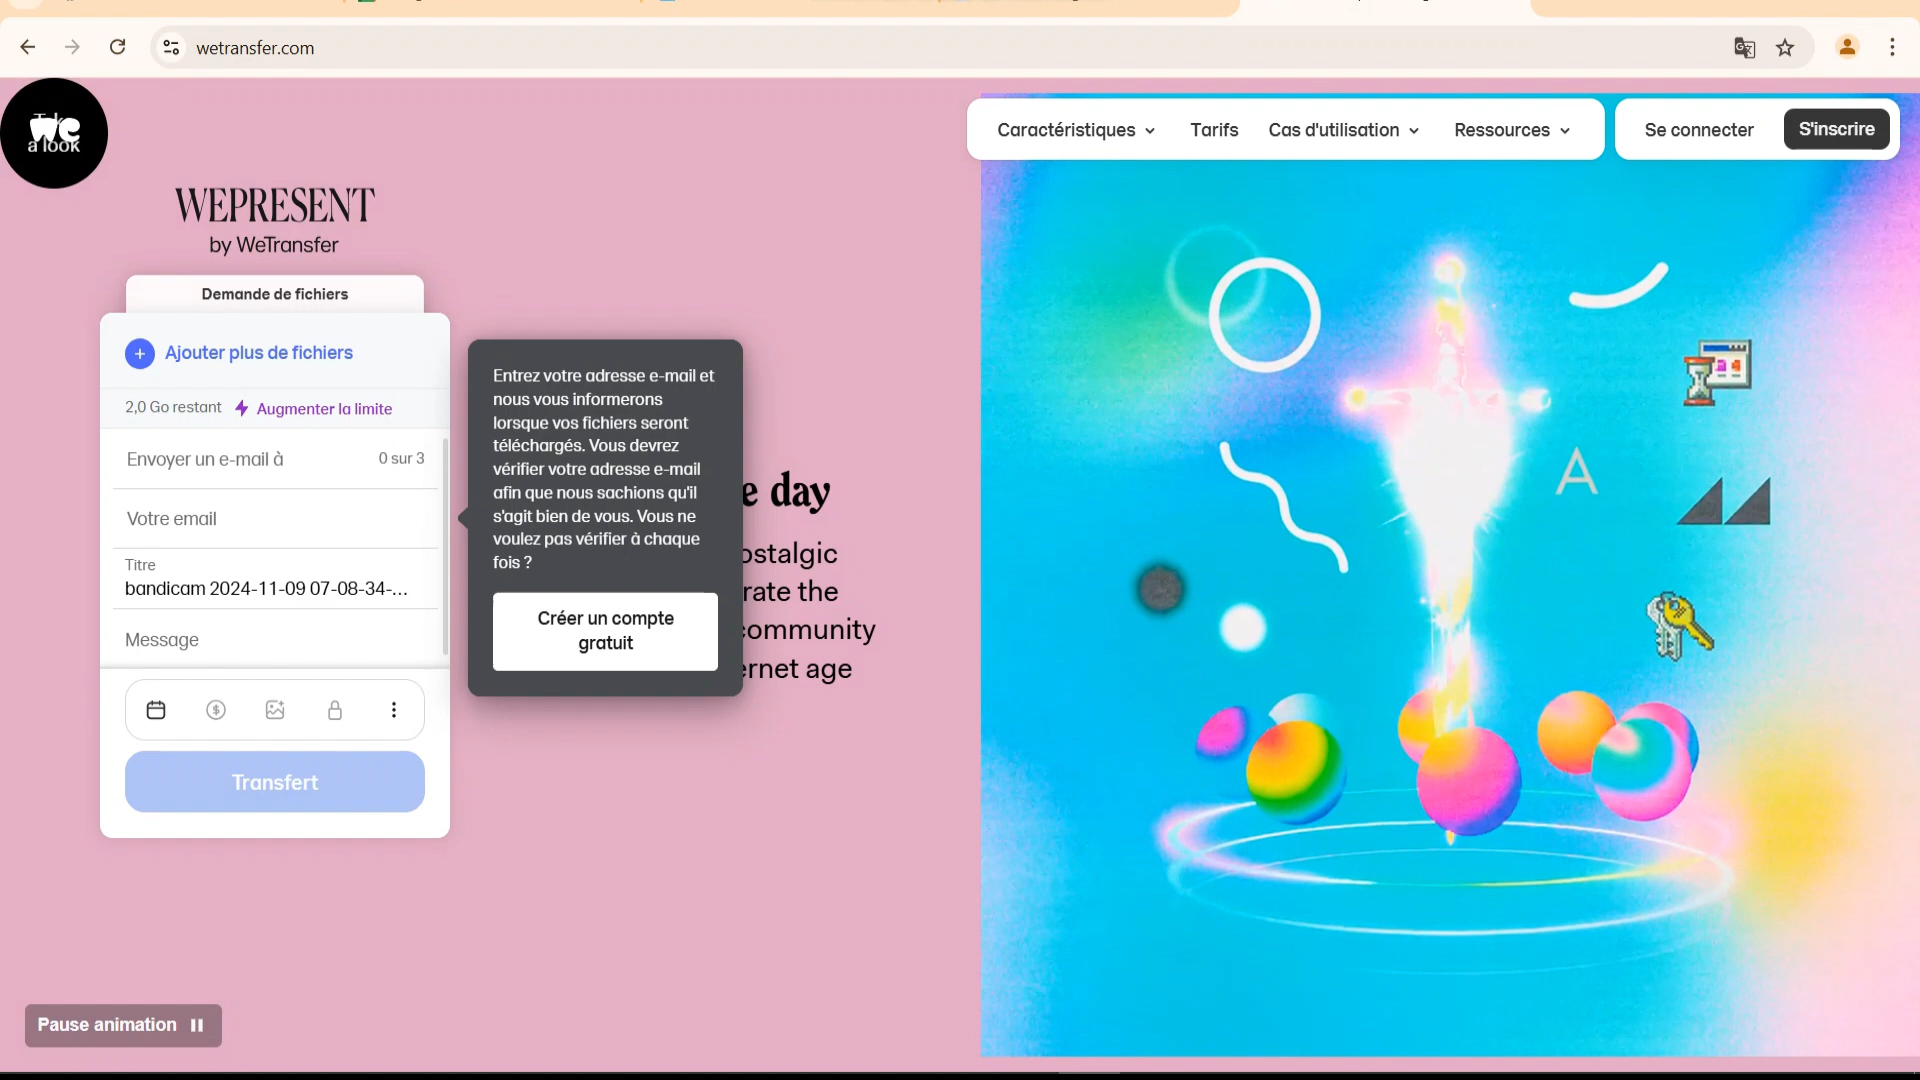 wetransfer.com
We
a look
Caractéristiques
Tarifs
Cas d'utilisation
Ressources
Se connecter
S'inscrire
WEPRESENT
by WeTransfer
Demande de fichiers
Ajouter plus de fichiers
2,0 Go restant
Augmenter la limite
Envoyer un e-mail à
0 sur 3
Votre email
Titre
bandicam 2024-11-09 07-08-34-...
Message
Transfert
Entrez votre adresse e-mail et
nous vous informerons
lorsque vos fichiers seront
téléchargés. Vous devrez
vérifier votre adresse e-mail
afin que nous sachions qu'il
s'agit bien de vous. Vous ne
voulez pas vérifier à chaque
fois ?
Créer un compte
gratuit
e day
ostalgic
rate the
community
ernet age
A
Pause animation